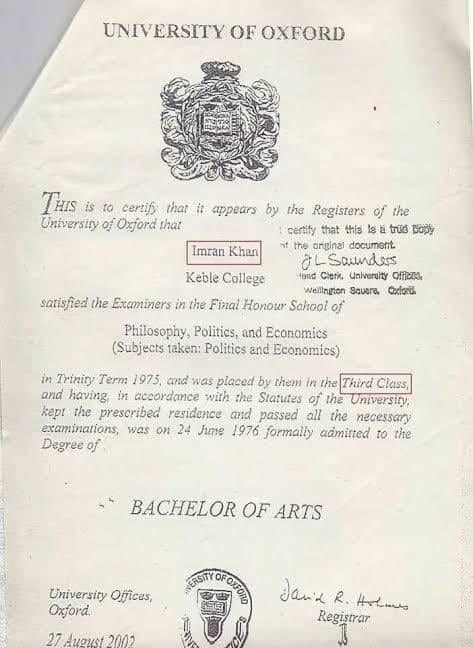 UNIVERSITY OF OXFORD
THIS is to certify that it appears by the Registers of the
University of Oxford that
I certify that this is a true copy
of the original document.
Imran Khan
J L Saunders
Keble College
Head Clerk, University Offices,
Wellington Square, Oxford.
satisfied the Examiners in the Final Honour School of
Philosophy, Politics, and Economics
(Subjects taken: Politics and Economics)
in Trinity Term 1975, and was placed by them in the Third Class,
and having, in accordance with the Statutes of the University,
kept the prescribed residence and passed all the necessary
examinations, was on 24 June 1976 formally admitted to the
Degree of
BACHELOR OF ARTS
UNIVERSITY OF OXFORD
University Offices,
Oxford.
David R. Holmes
Registrar
27 August 2002